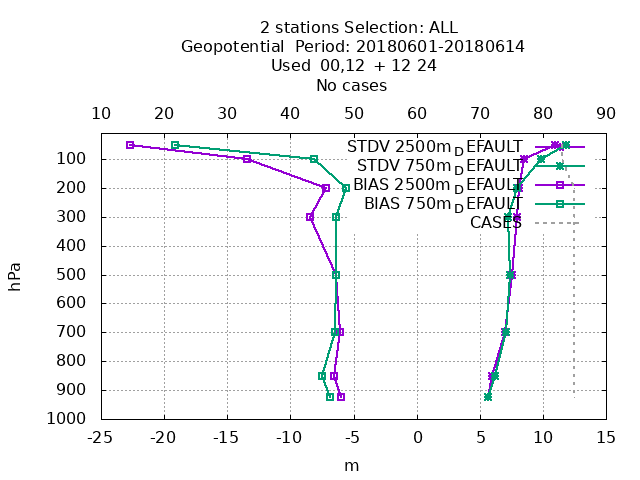 2 stations Selection: ALL
Geopotential  Period: 20180601-20180614
Used  00,12  + 12 24
No cases
10 20 30 40 50 60 70 80 90
STDV 2500m_DEFAULT
STDV 750m_DEFAULT
BIAS 2500m_DEFAULT
BIAS 750m_DEFAULT
CASES
100
200
300
400
500
600
700
800
900
1000
hPa
-25 -20 -15 -10 -5 0 5 10 15
m